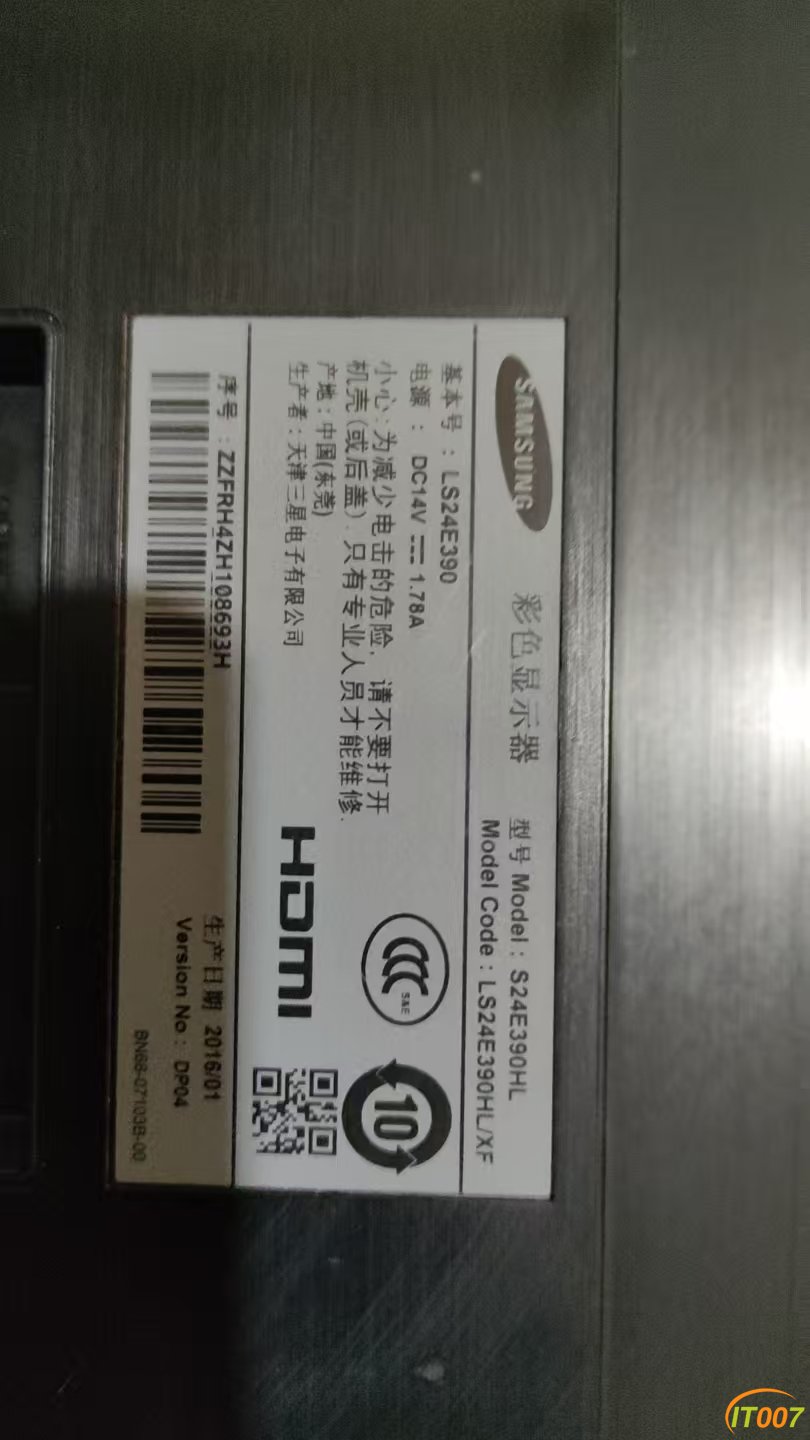 SAMSUNG
彩色显示器
型号 Model : S24E390HL
Model Code : LS24E390HL/XF
基本号 : LS24E390
电源 : DC14V 1.78A
小心:为减少电击的危险, 请不要打开
机壳(或后盖). 只有专业人员才能维修.
产地:中国(东莞)
生产者:天津三星电子有限公司
S&E
10
HDMI
序号 : ZZFRH4ZH108693H
生产日期 2016/01
Version No.: DP04
BN68-07103B-00
IT007